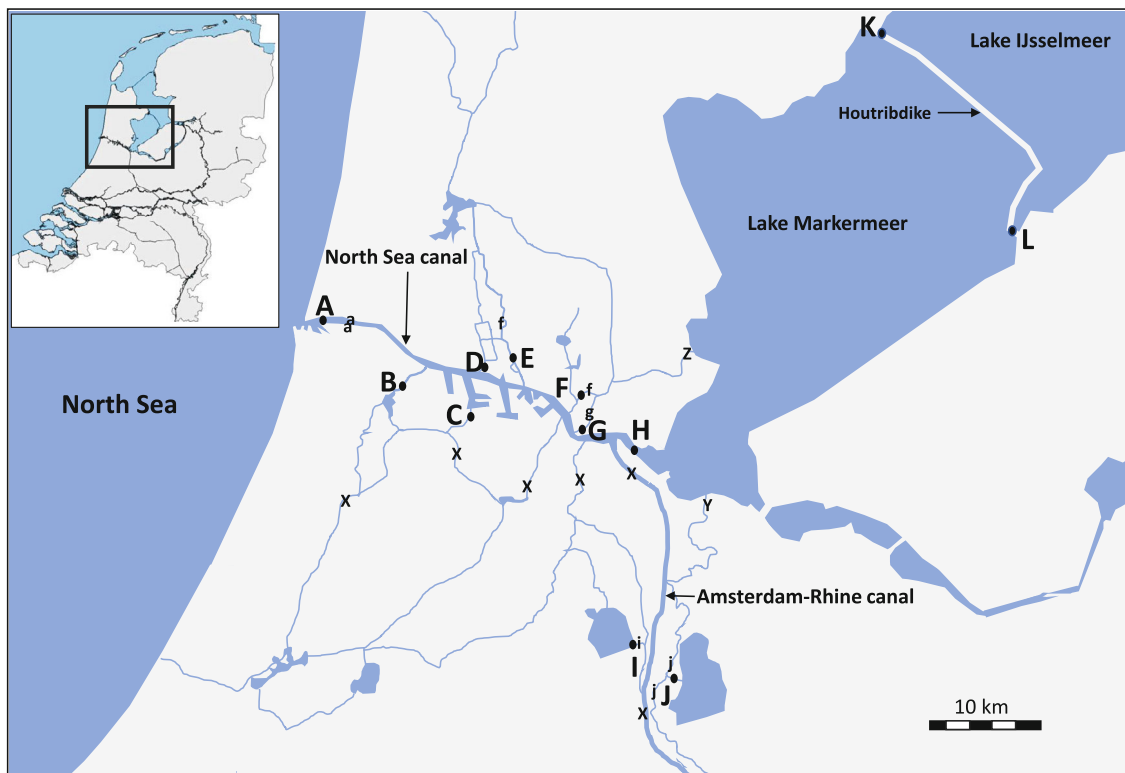 K
Lake IJsselmeer
Houtribdike
Lake Markermeer
L
North Sea canal
A
a
a
f
D
E
Z
B
F
f
North Sea
C
g
G
H
X
X
X
X
X
Y
Amsterdam-Rhine canal
i
I
j
j
J
X
10 km